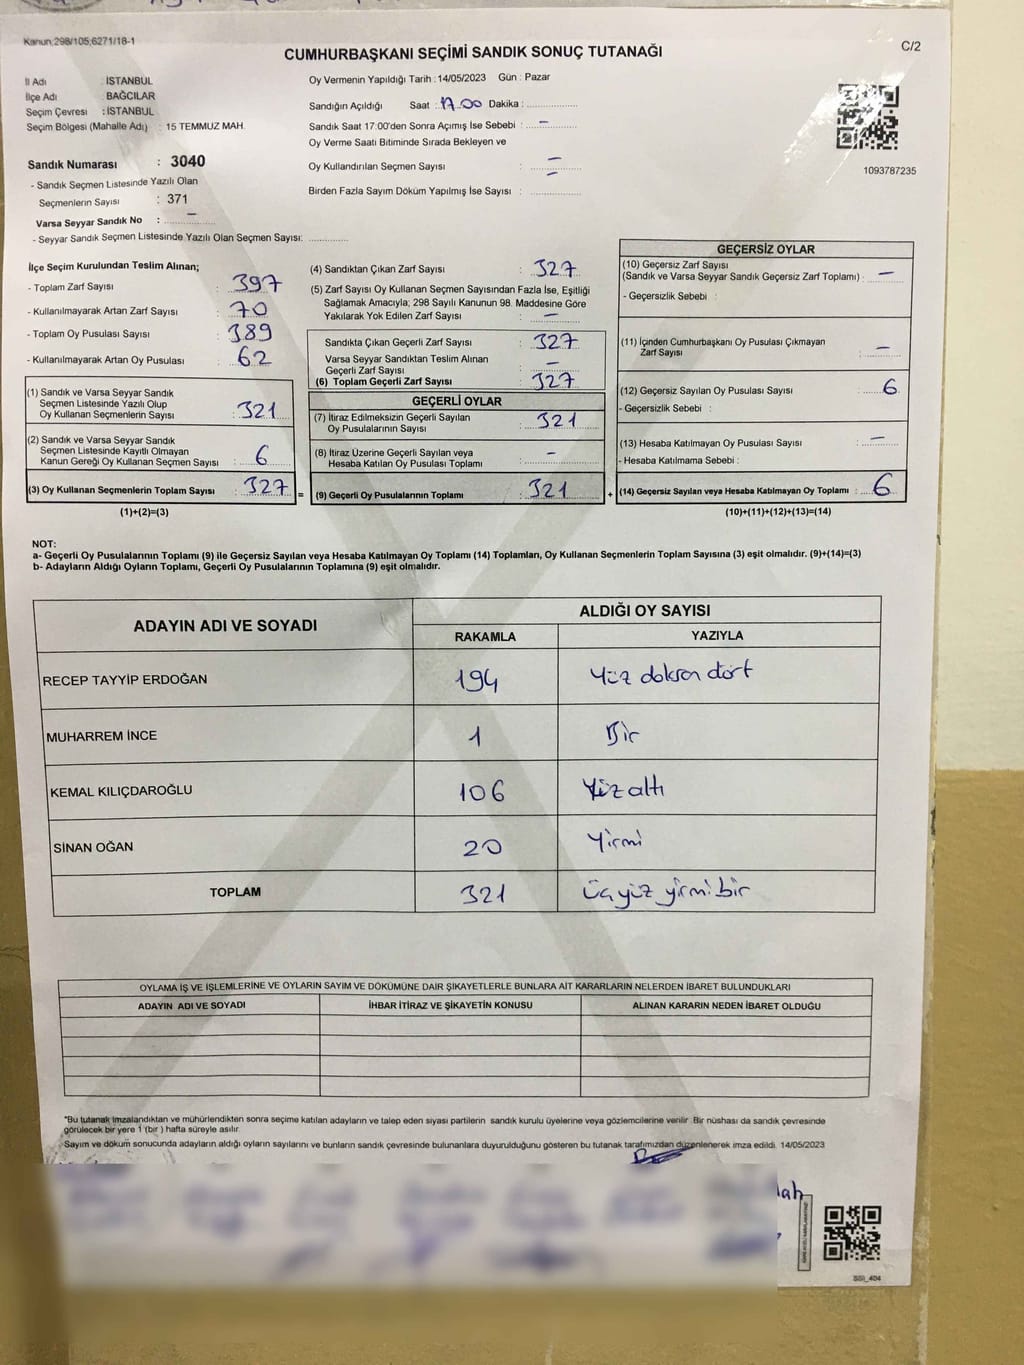 Kanun 298/105;6271/18-1
CUMHURBAŞKANI SEÇİMİ SANDIK SONUÇ TUTANAĞI
C/2
İl Adı : İSTANBUL
İlçe Adı : BAĞCILAR
Seçim Çevresi : İSTANBUL
Seçim Bölgesi (Mahalle Adı) : 15 TEMMUZ MAH.
Sandık Numarası : 3040
- Sandık Seçmen Listesinde Yazılı Olan
Seçmenlerin Sayısı : 371
Varsa Seyyar Sandık No : –
- Seyyar Sandık Seçmen Listesinde Yazılı Olan Seçmen Sayısı: ..............
Oy Vermenin Yapıldığı Tarih : 14/05/2023 Gün : Pazar
Sandığın Açıldığı Saat : 17.00 Dakika : ..............
Sandık Saat 17:00'den Sonra Açımış İse Sebebi : –
Oy Verme Saati Bitiminde Sırada Bekleyen ve
Oy Kullandırılan Seçmen Sayısı : –
Birden Fazla Sayım Döküm Yapılmış İse Sayısı : –
1093787235
İlçe Seçim Kurulundan Teslim Alınan;
- Toplam Zarf Sayısı : 397
- Kullanılmayarak Artan Zarf Sayısı : 70
- Toplam Oy Pusulası Sayısı : 389
- Kullanılmayarak Artan Oy Pusulası : 62
(1) Sandık ve Varsa Seyyar Sandık
Seçmen Listesinde Yazılı Olup
Oy Kullanan Seçmenlerin Sayısı : 321
(2) Sandık ve Varsa Seyyar Sandık
Seçmen Listesinde Kayıtlı Olmayan
Kanun Gereği Oy Kullanan Seçmen Sayısı : 6
(3) Oy Kullanan Seçmenlerin Toplam Sayısı : 327 =
(1)+(2)=(3)
(4) Sandıktan Çıkan Zarf Sayısı : 327
(5) Zarf Sayısı Oy Kullanan Seçmen Sayısından Fazla İse, Eşitliği
Sağlamak Amacıyla; 298 Sayılı Kanunun 98. Maddesine Göre
Yakılarak Yok Edilen Zarf Sayısı : –
Sandıkta Çıkan Geçerli Zarf Sayısı : 327
Varsa Seyyar Sandıktan Teslim Alınan
Geçerli Zarf Sayısı : –
(6) Toplam Geçerli Zarf Sayısı : 327
GEÇERLİ OYLAR
(7) İtiraz Edilmeksizin Geçerli Sayılan
Oy Pusulalarının Sayısı : 321
(8) İtiraz Üzerine Geçerli Sayılan veya
Hesaba Katılan Oy Pusulası Toplamı : –
(9) Geçerli Oy Pusulalarının Toplamı : 321 +
GEÇERSİZ OYLAR
(10) Geçersiz Zarf Sayısı
(Sandık ve Varsa Seyyar Sandık Geçersiz Zarf Toplamı) : –
- Geçersizlik Sebebi :
(11) İçinden Cumhurbaşkanı Oy Pusulası Çıkmayan
Zarf Sayısı : –
(12) Geçersiz Sayılan Oy Pusulası Sayısı : 6
- Geçersizlik Sebebi :
(13) Hesaba Katılmayan Oy Pusulası Sayısı : –
- Hesaba Katılmama Sebebi :
(14) Geçersiz Sayılan veya Hesaba Katılmayan Oy Toplamı : 6
(10)+(11)+(12)+(13)=(14)
NOT:
a- Geçerli Oy Pusulalarının Toplamı (9) ile Geçersiz Sayılan veya Hesaba Katılmayan Oy Toplamı (14) Toplamları, Oy Kullanan Seçmenlerin Toplam Sayısına (3) eşit olmalıdır. (9)+(14)=(3)
b- Adayların Aldığı Oyların Toplamı, Geçerli Oy Pusulalarının Toplamına (9) eşit olmalıdır.
ADAYIN ADI VE SOYADI ALDIĞI OY SAYISI
RAKAMLA YAZIYLA
RECEP TAYYİP ERDOĞAN 194 Yüz doksan dört
MUHARREM İNCE 1 Bir
KEMAL KILIÇDAROĞLU 106 Yüz altı
SİNAN OĞAN 20 Yirmi
TOPLAM 321 Üçyüz yirmi bir
OYLAMA İŞ VE İŞLEMLERİNE VE OYLARIN SAYIM VE DÖKÜMÜNE DAİR ŞİKAYETLERLE BUNLARA AİT KARARLARIN NELERDEN İBARET BULUNDUKLARI
ADAYIN ADI VE SOYADI İHBAR İTİRAZ VE ŞİKAYETİN KONUSU ALINAN KARARIN NEDEN İBARET OLDUĞU
*Bu tutanak imzalandıktan ve mühürlendikten sonra seçime katılan adayların ve talep eden siyasi partilerin sandık kurulu üyelerine veya gözlemcilerine verilir. Bir nüshası da sandık çevresinde
görülecek bir yere 1 (bir) hafta süreyle asılır.
Sayım ve döküm sonucunda adayların aldığı oyların sayılarını ve bunların sandık çevresinde bulunanlara duyurulduğunu gösteren bu tutanak tarafımızdan düzenlenerek imza edildi. 14/05/2023
SSİ_404